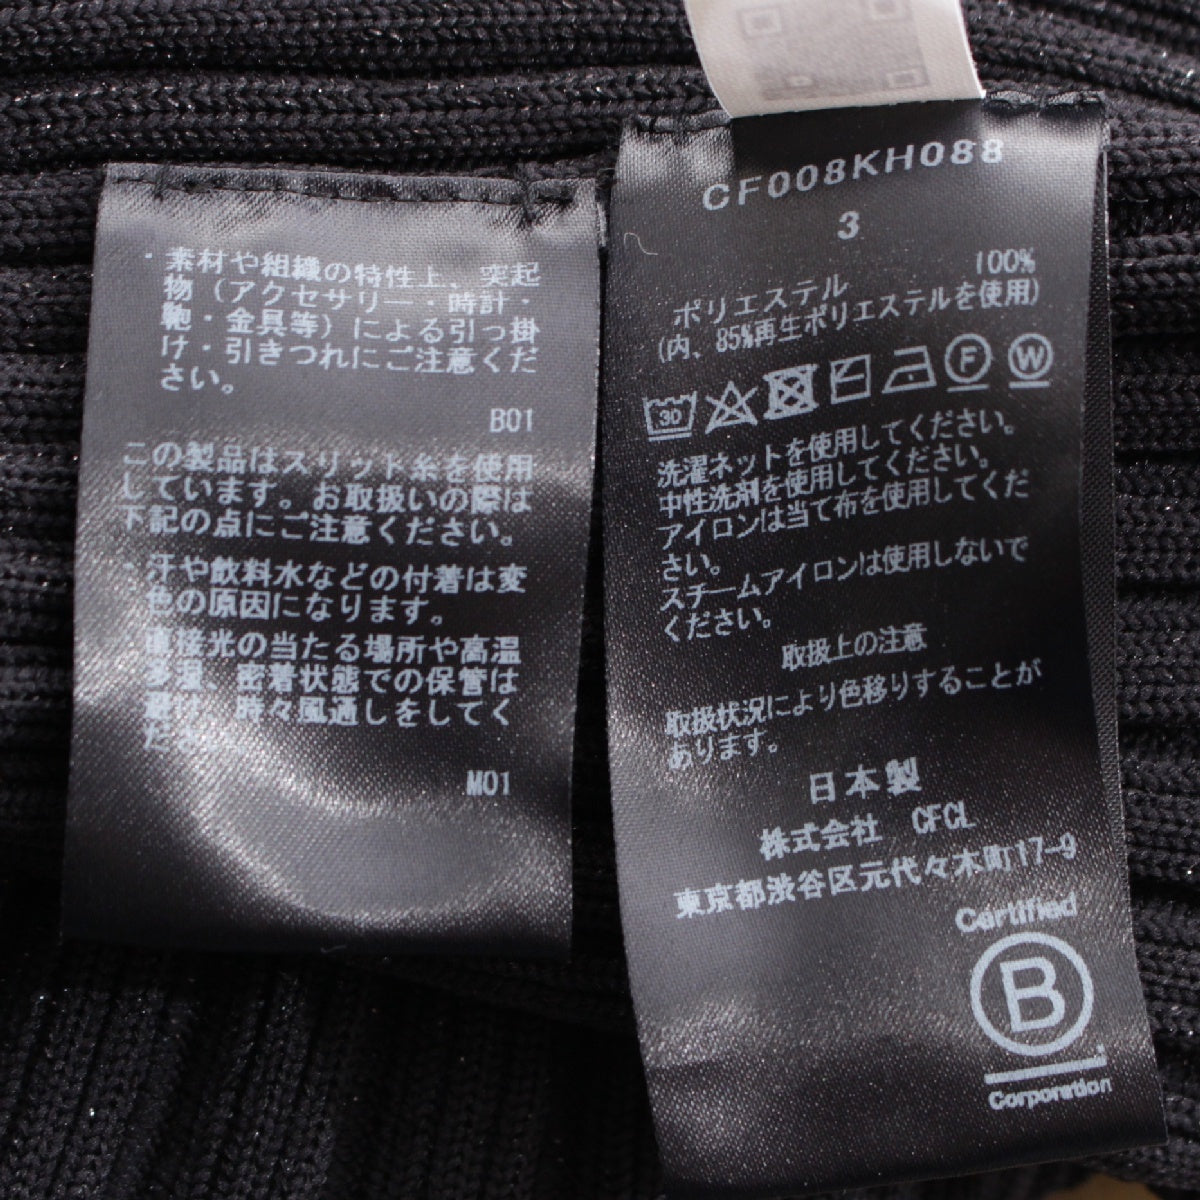 ・素材や組織の特性上、突起
物（アクセサリー・時計・
鞄・金具等）による引っ掛
け・引きつれにご注意くだ
さい。
B01
この製品はスリット糸を使用
しています。お取扱いの際は
下記の点にご注意ください。
・汗や飲料水などの付着は変
色の原因になります。
・直接光の当たる場所や高温
多湿、密着状態での保管は
避け、時々風通しをしてく
ださい。
M01
CF008KH088
3
100%
ポリエステル
(内、85%再生ポリエステルを使用)
30
F
W
洗濯ネットを使用してください。
中性洗剤を使用してください。
アイロンは当て布を使用してくだ
さい。
スチームアイロンは使用しないで
ください。
取扱上の注意
取扱状況により色移りすることが
あります。
日本製
株式会社 CFCL
東京都渋谷区元代々木町17-9
Certified
B
Corporation